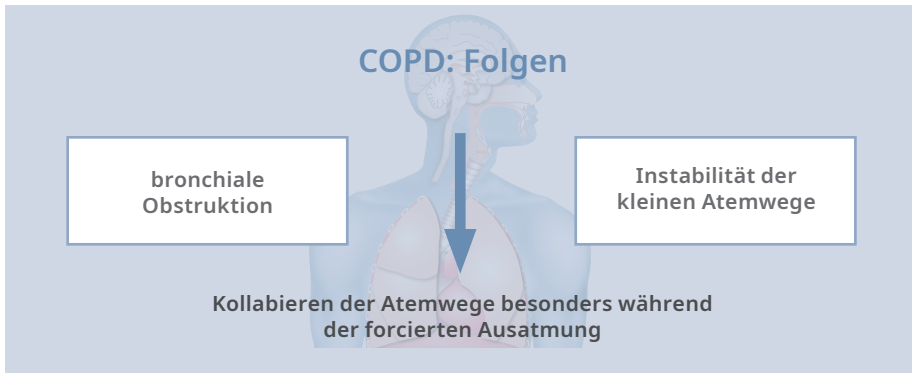 COPD: Folgen
bronchiale
Obstruktion
Instabilität der
kleinen Atemwege
Kollabieren der Atemwege besonders während
der forcierten Ausatmung